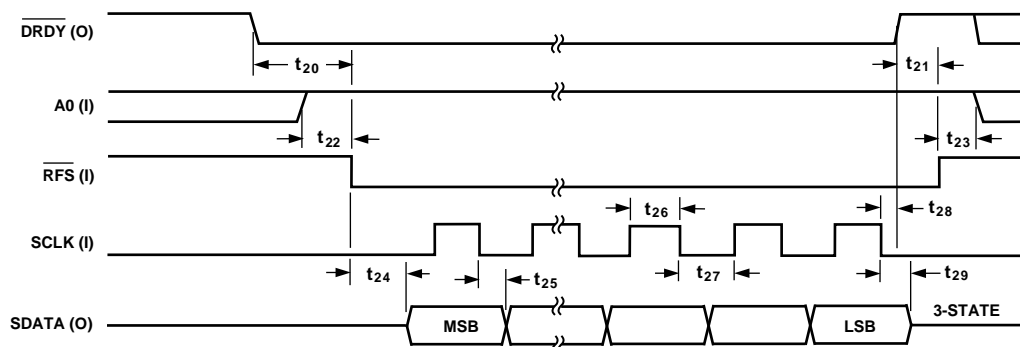 DRDY (O)
t20
t21
A0 (I)
t22
t23
RFS (I)
t26
t28
SCLK (I)
t24
t25
t27
t29
3-STATE
SDATA (O)
MSB
LSB